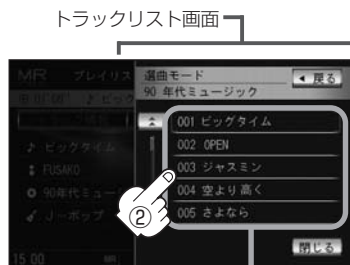 トラックリスト画面
MR プレイリス
選曲モード
◀ 戻る
90 年代ミュージック
001 ビッグタイム
002 OPEN
003 ジャスミン
004 空より高く
005 さよなら
♪ ビッグタイム
FUSAKO
90年代ミュー
J-ポップ
②
15:00
閉じる